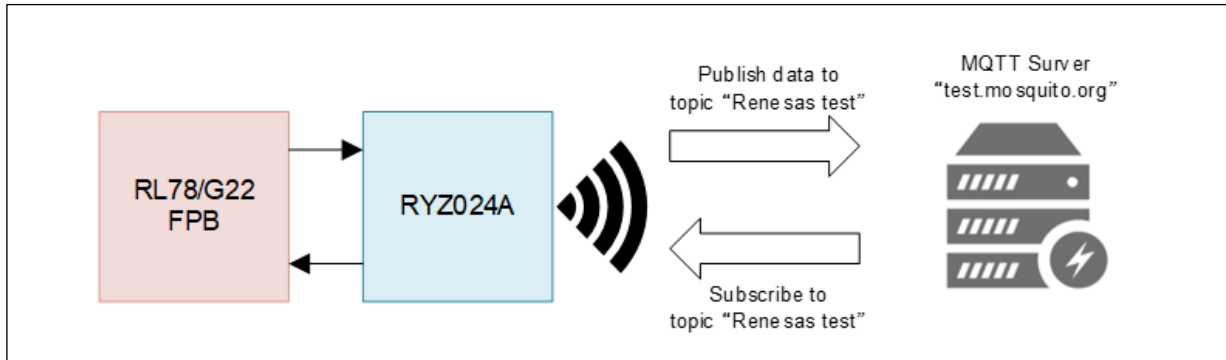 RL78/G22
FPB
RYZ024A
Publish data to
topic “Renesas test”
Subscribe to
topic “Renesas test”
MQTT Surver
“test.mosquito.org”